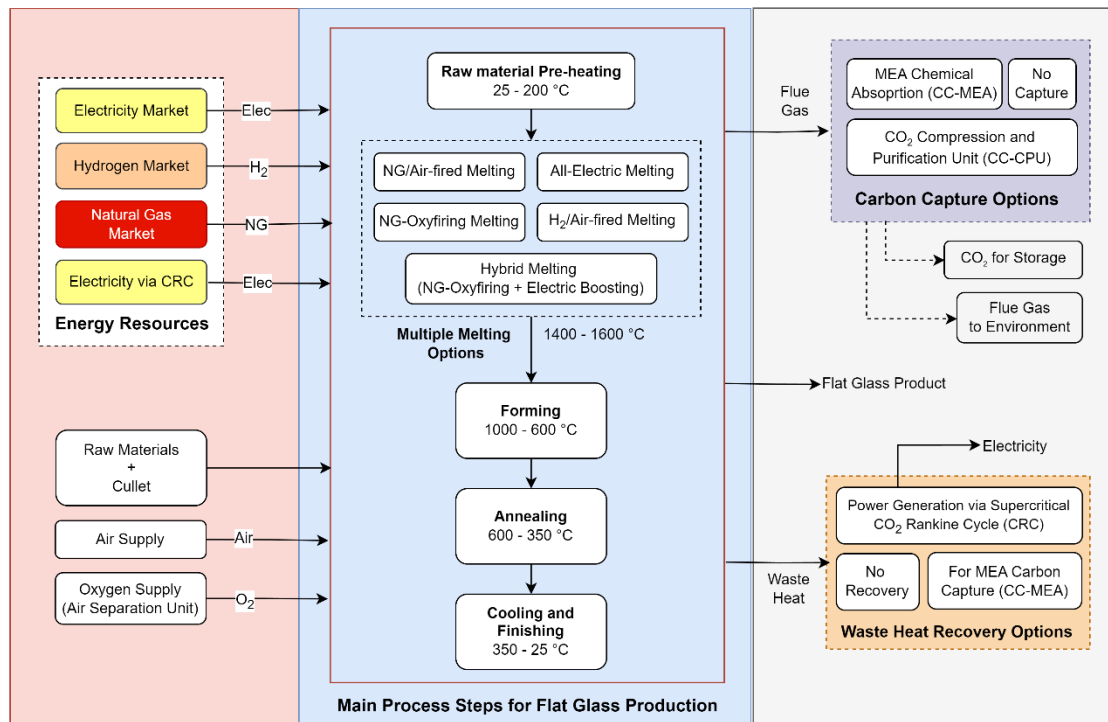 Electricity Market
Elec
Hydrogen Market
H₂
Natural Gas
Market
NG
Electricity via CRC
Elec
Energy Resources
Raw Materials
+
Cullet
Air Supply
Air
Oxygen Supply
(Air Separation Unit)
O₂
Raw material Pre-heating
25 - 200 °C
NG/Air-fired Melting
All-Electric Melting
NG-Oxyfiring Melting
H₂/Air-fired Melting
Hybrid Melting
(NG-Oxyfiring + Electric Boosting)
Multiple Melting
Options
1400 - 1600 °C
Forming
1000 - 600 °C
Annealing
600 - 350 °C
Cooling and
Finishing
350 - 25 °C
Main Process Steps for Flat Glass Production
Flue
Gas
MEA Chemical
Absoprtion (CC-MEA)
No
Capture
CO₂ Compression and
Purification Unit (CC-CPU)
Carbon Capture Options
CO₂ for Storage
Flue Gas
to Environment
Flat Glass Product
Electricity
Waste
Heat
Power Generation via Supercritical
CO₂ Rankine Cycle (CRC)
No
Recovery
For MEA Carbon
Capture (CC-MEA)
Waste Heat Recovery Options